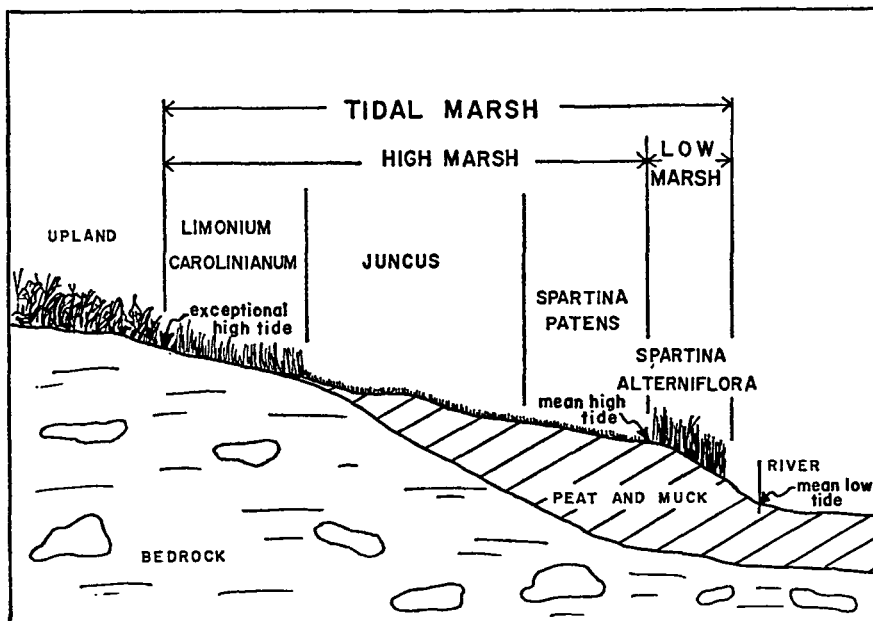 TIDAL MARSH
HIGH MARSH
LOW
MARSH
UPLAND
LIMONIUM
CAROLINIANUM
JUNCUS
SPARTINA
PATENS
SPARTINA
ALTERNIFLORA
exceptional
high tide
mean high
tide
RIVER
mean low
tide
PEAT AND MUCK
BEDROCK